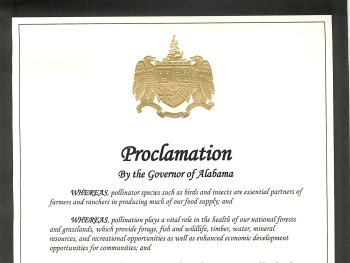 Proclamation
By the Governor of Alabama
WHEREAS, pollinator species such as birds and insects are essential partners of
farmers and ranchers in producing much of our food supply; and
WHEREAS, pollination plays a vital role in the health of our national forests
and grasslands, which provide forage, fish and wildlife, timber, water, mineral
resources, and recreational opportunities as well as enhanced economic development
opportunities for communities; and